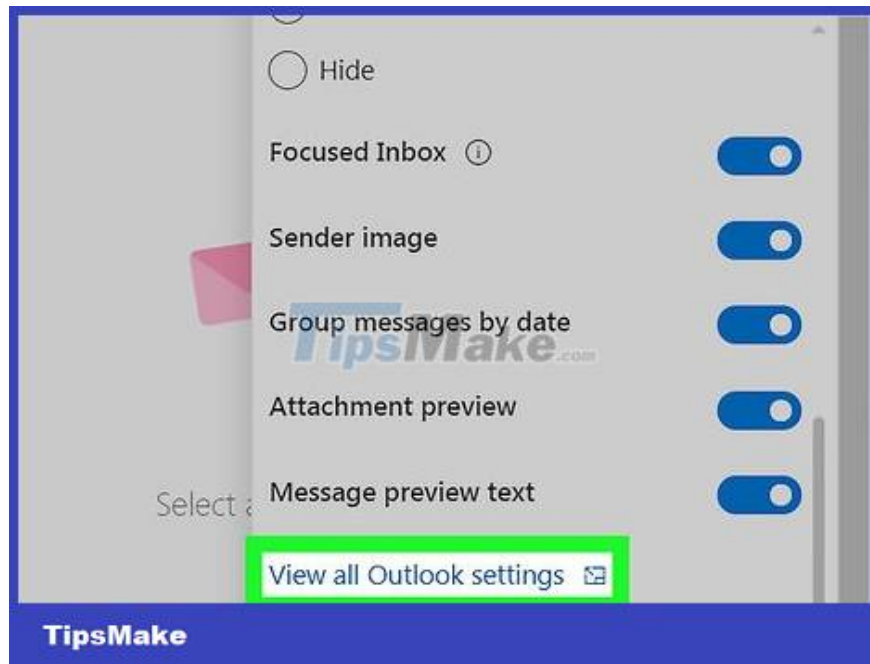 Hide
Focused Inbox
Sender image
Group messages by date
TipsMake.com
Attachment preview
Message preview text
Select a
View all Outlook settings
TipsMake